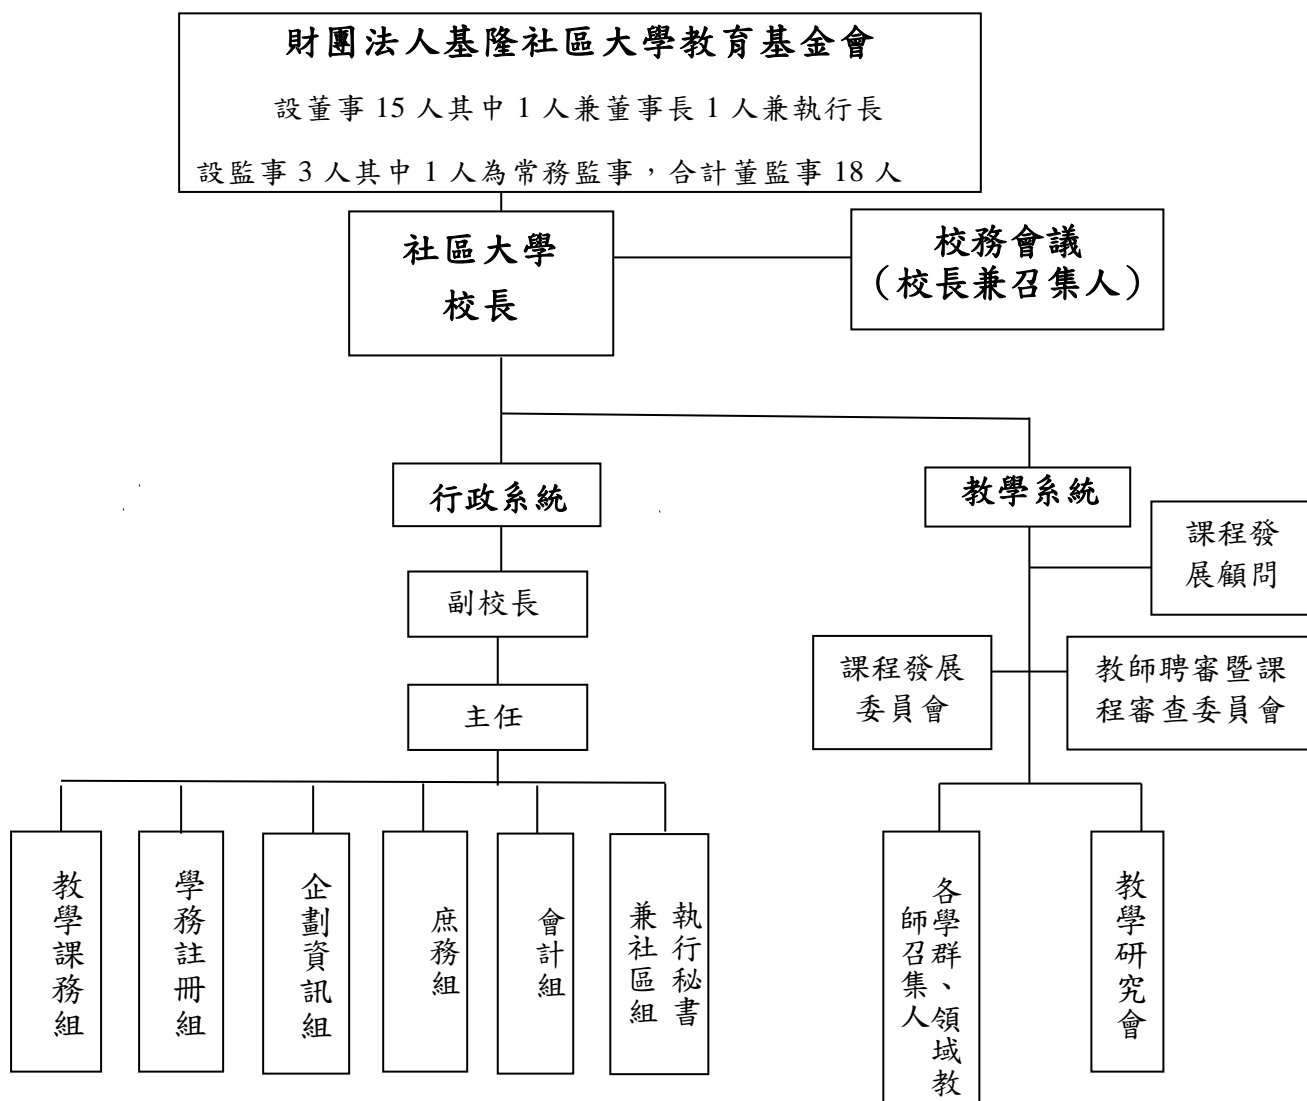 財團法人基隆社區大學教育基金會
設董事 15 人其中 1 人兼董事長 1 人兼執行長
設監事 3 人其中 1 人為常務監事，合計董監事 18 人
社區大學
校長
校務會議
（校長兼召集人）
行政系統
教學系統
課程發
展顧問
副校長
課程發展
委員會
教師聘審暨課
程審查委員會
主任
教學課務組
學務註冊組
企劃資訊組
庶務組
會計組
執行秘書
兼社區組
各學群、領域教
師召集人
教學研究會